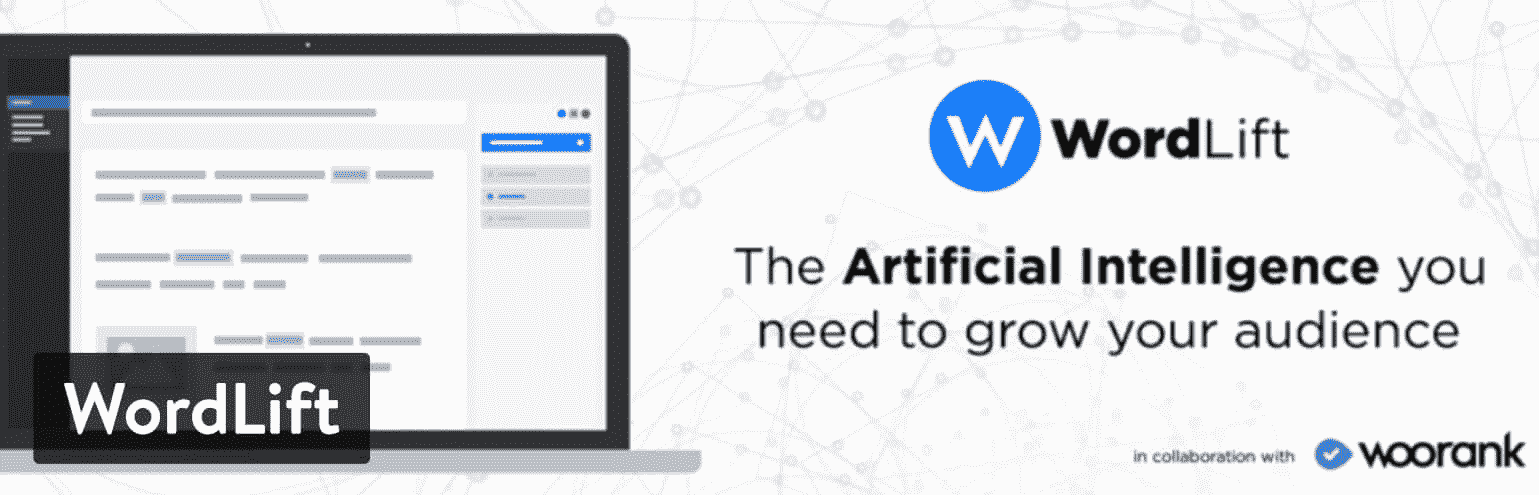 WordLift
The Artificial Intelligence you
need to grow your audience
WordLift
in collaboration with woorank